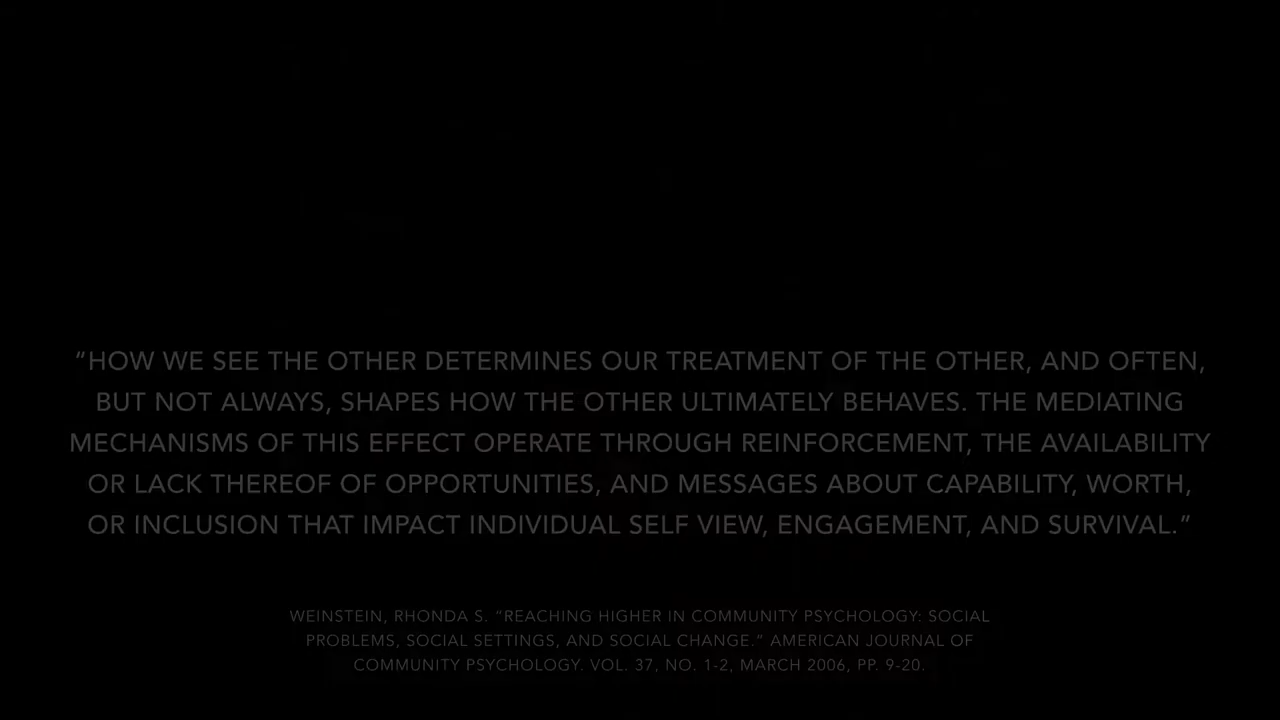 “HOW WE SEE THE OTHER DETERMINES OUR TREATMENT OF THE OTHER, AND OFTEN,
BUT NOT ALWAYS, SHAPES HOW THE OTHER ULTIMATELY BEHAVES. THE MEDIATING
MECHANISMS OF THIS EFFECT OPERATE THROUGH REINFORCEMENT, THE AVAILABILITY
OR LACK THEREOF OF OPPORTUNITIES, AND MESSAGES ABOUT CAPABILITY, WORTH,
OR INCLUSION THAT IMPACT INDIVIDUAL SELF VIEW, ENGAGEMENT, AND SURVIVAL.”
WEINSTEIN, RHONDA S. “REACHING HIGHER IN COMMUNITY PSYCHOLOGY: SOCIAL
PROBLEMS, SOCIAL SETTINGS, AND SOCIAL CHANGE.” AMERICAN JOURNAL OF
COMMUNITY PSYCHOLOGY. VOL. 37, NO. 1-2, MARCH 2006, PP. 9-20.